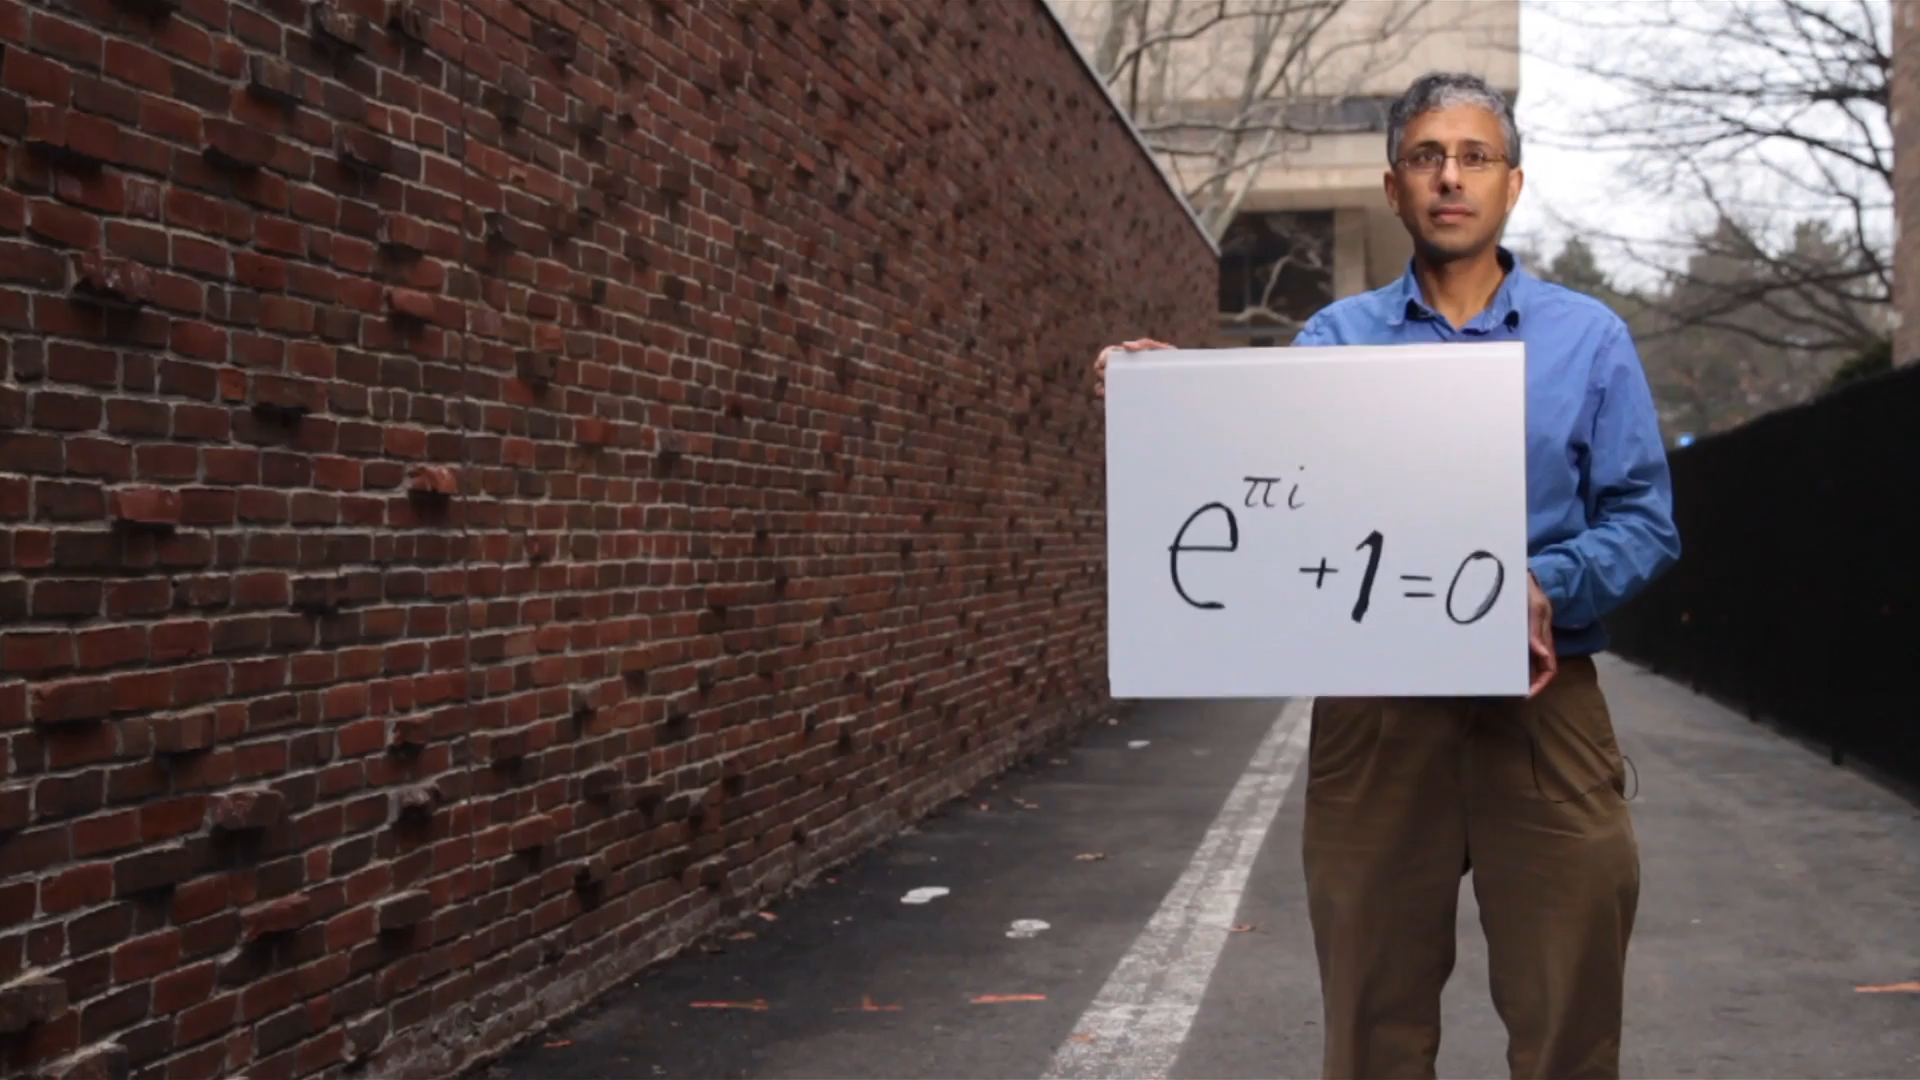 e^{πi} + 1 = 0